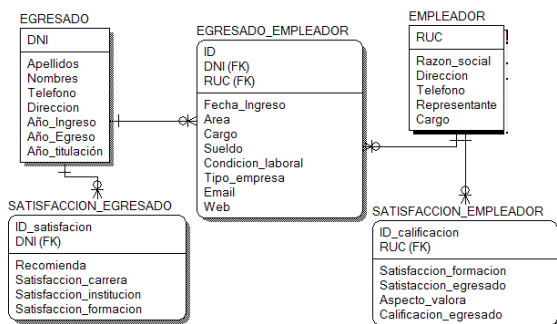 EGRESADO
DNI
Apellidos
Nombres
Telefono
Direccion
Año_Ingreso
Año_Egreso
Año_titulación
EGRESADO_EMPLEADOR
ID
DNI (FK)
RUC (FK)
Fecha_Ingreso
Area
Cargo
Sueldo
Condicion_laboral
Tipo_empresa
Email
Web
EMPLEADOR
RUC
Razon_social
Direccion
Telefono
Representante
Cargo
SATISFACCION_EGRESADO
ID_satisfacion
DNI (FK)
Recomienda
Satisfaccion_carrera
Satisfaccion_institucion
Satisfaccion_formacion
SATISFACCION_EMPLEADOR
ID_calificacion
RUC (FK)
Satisfaccion_formacion
Satistaccion_egresado
Aspecto_valora
Calificacion_egresado